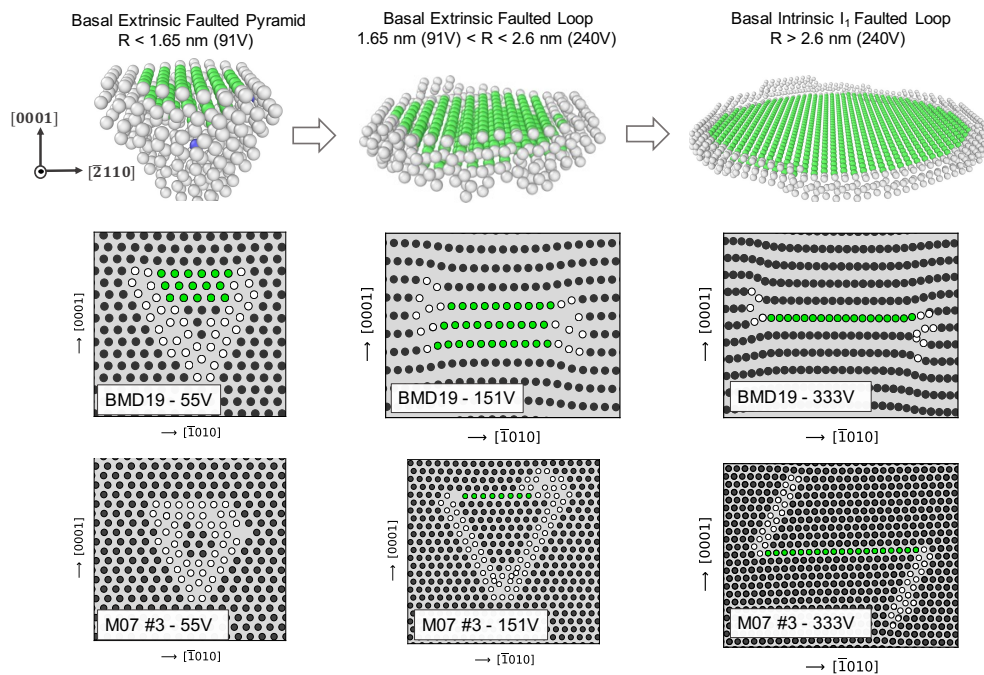 Basal Extrinsic Faulted Pyramid
R < 1.65 nm (91V)
Basal Extrinsic Faulted Loop
1.65 nm (91V) < R < 2.6 nm (240V)
Basal Intrinsic I₁ Faulted Loop
R > 2.6 nm (240V)
[0001]
[2̅110]
→ [0001]
BMD19 - 55V
→ [1̅010]
→ [0001]
BMD19 - 151V
→ [1̅010]
→ [0001]
BMD19 - 333V
→ [1̅010]
→ [0001]
M07 #3 - 55V
→ [1̅010]
→ [0001]
M07 #3 - 151V
→ [1̅010]
→ [0001]
M07 #3 - 333V
→ [1̅010]